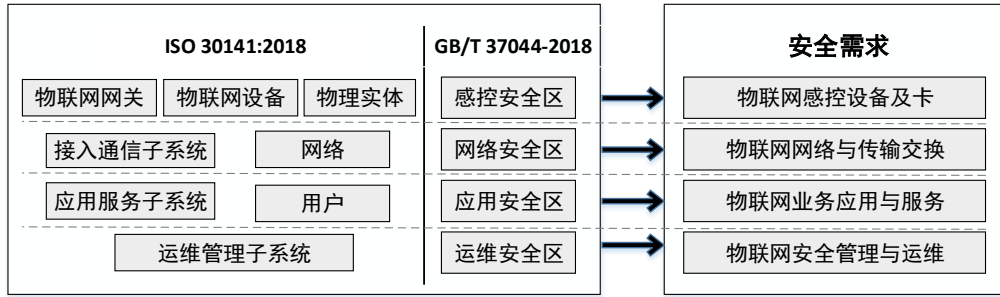 ISO 30141:2018 GB/T 37044-2018 安全需求
物联网网关 物联网设备 物理实体 感控安全区 物联网感控设备及卡
接入通信子系统 网络 网络安全区 物联网网络与传输交换
应用服务子系统 用户 应用安全区 物联网业务应用与服务
运维管理子系统 运维安全区 物联网安全管理与运维